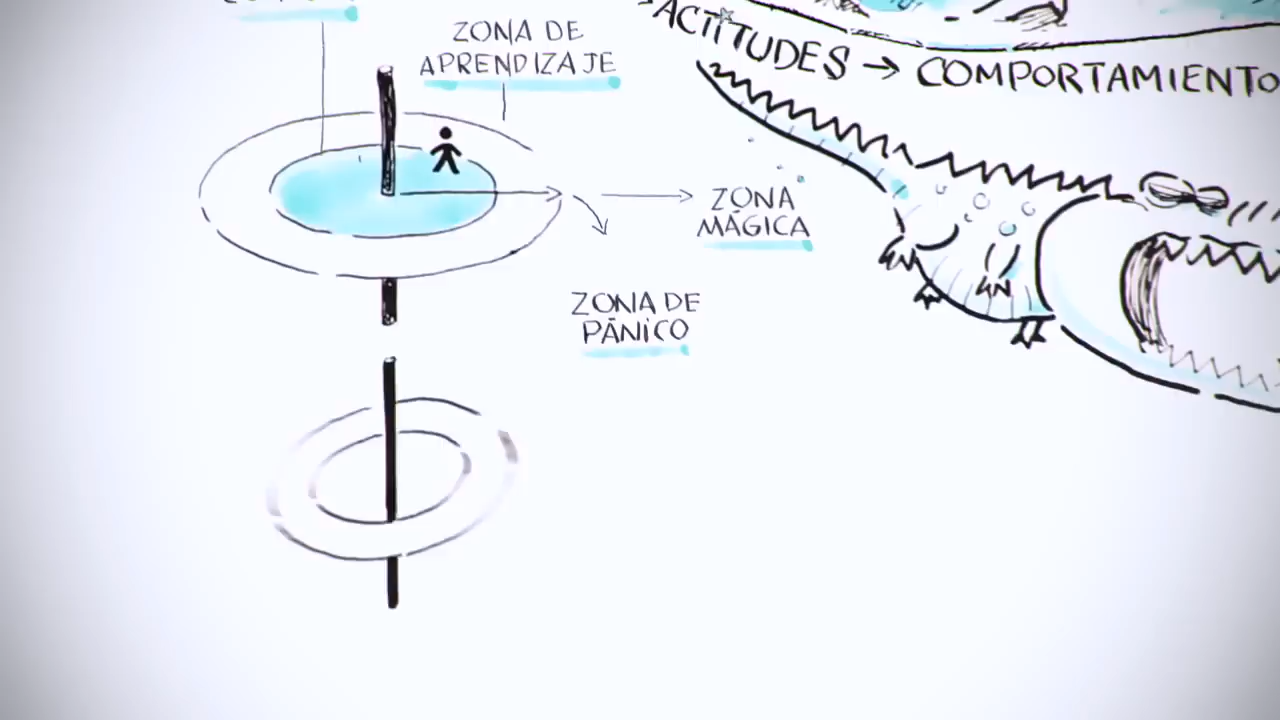 ZONA DE
APRENDIZAJE
ACTITUDES → COMPORTAMIENTO
ZONA
MÁGICA
ZONA DE
PÁNICO